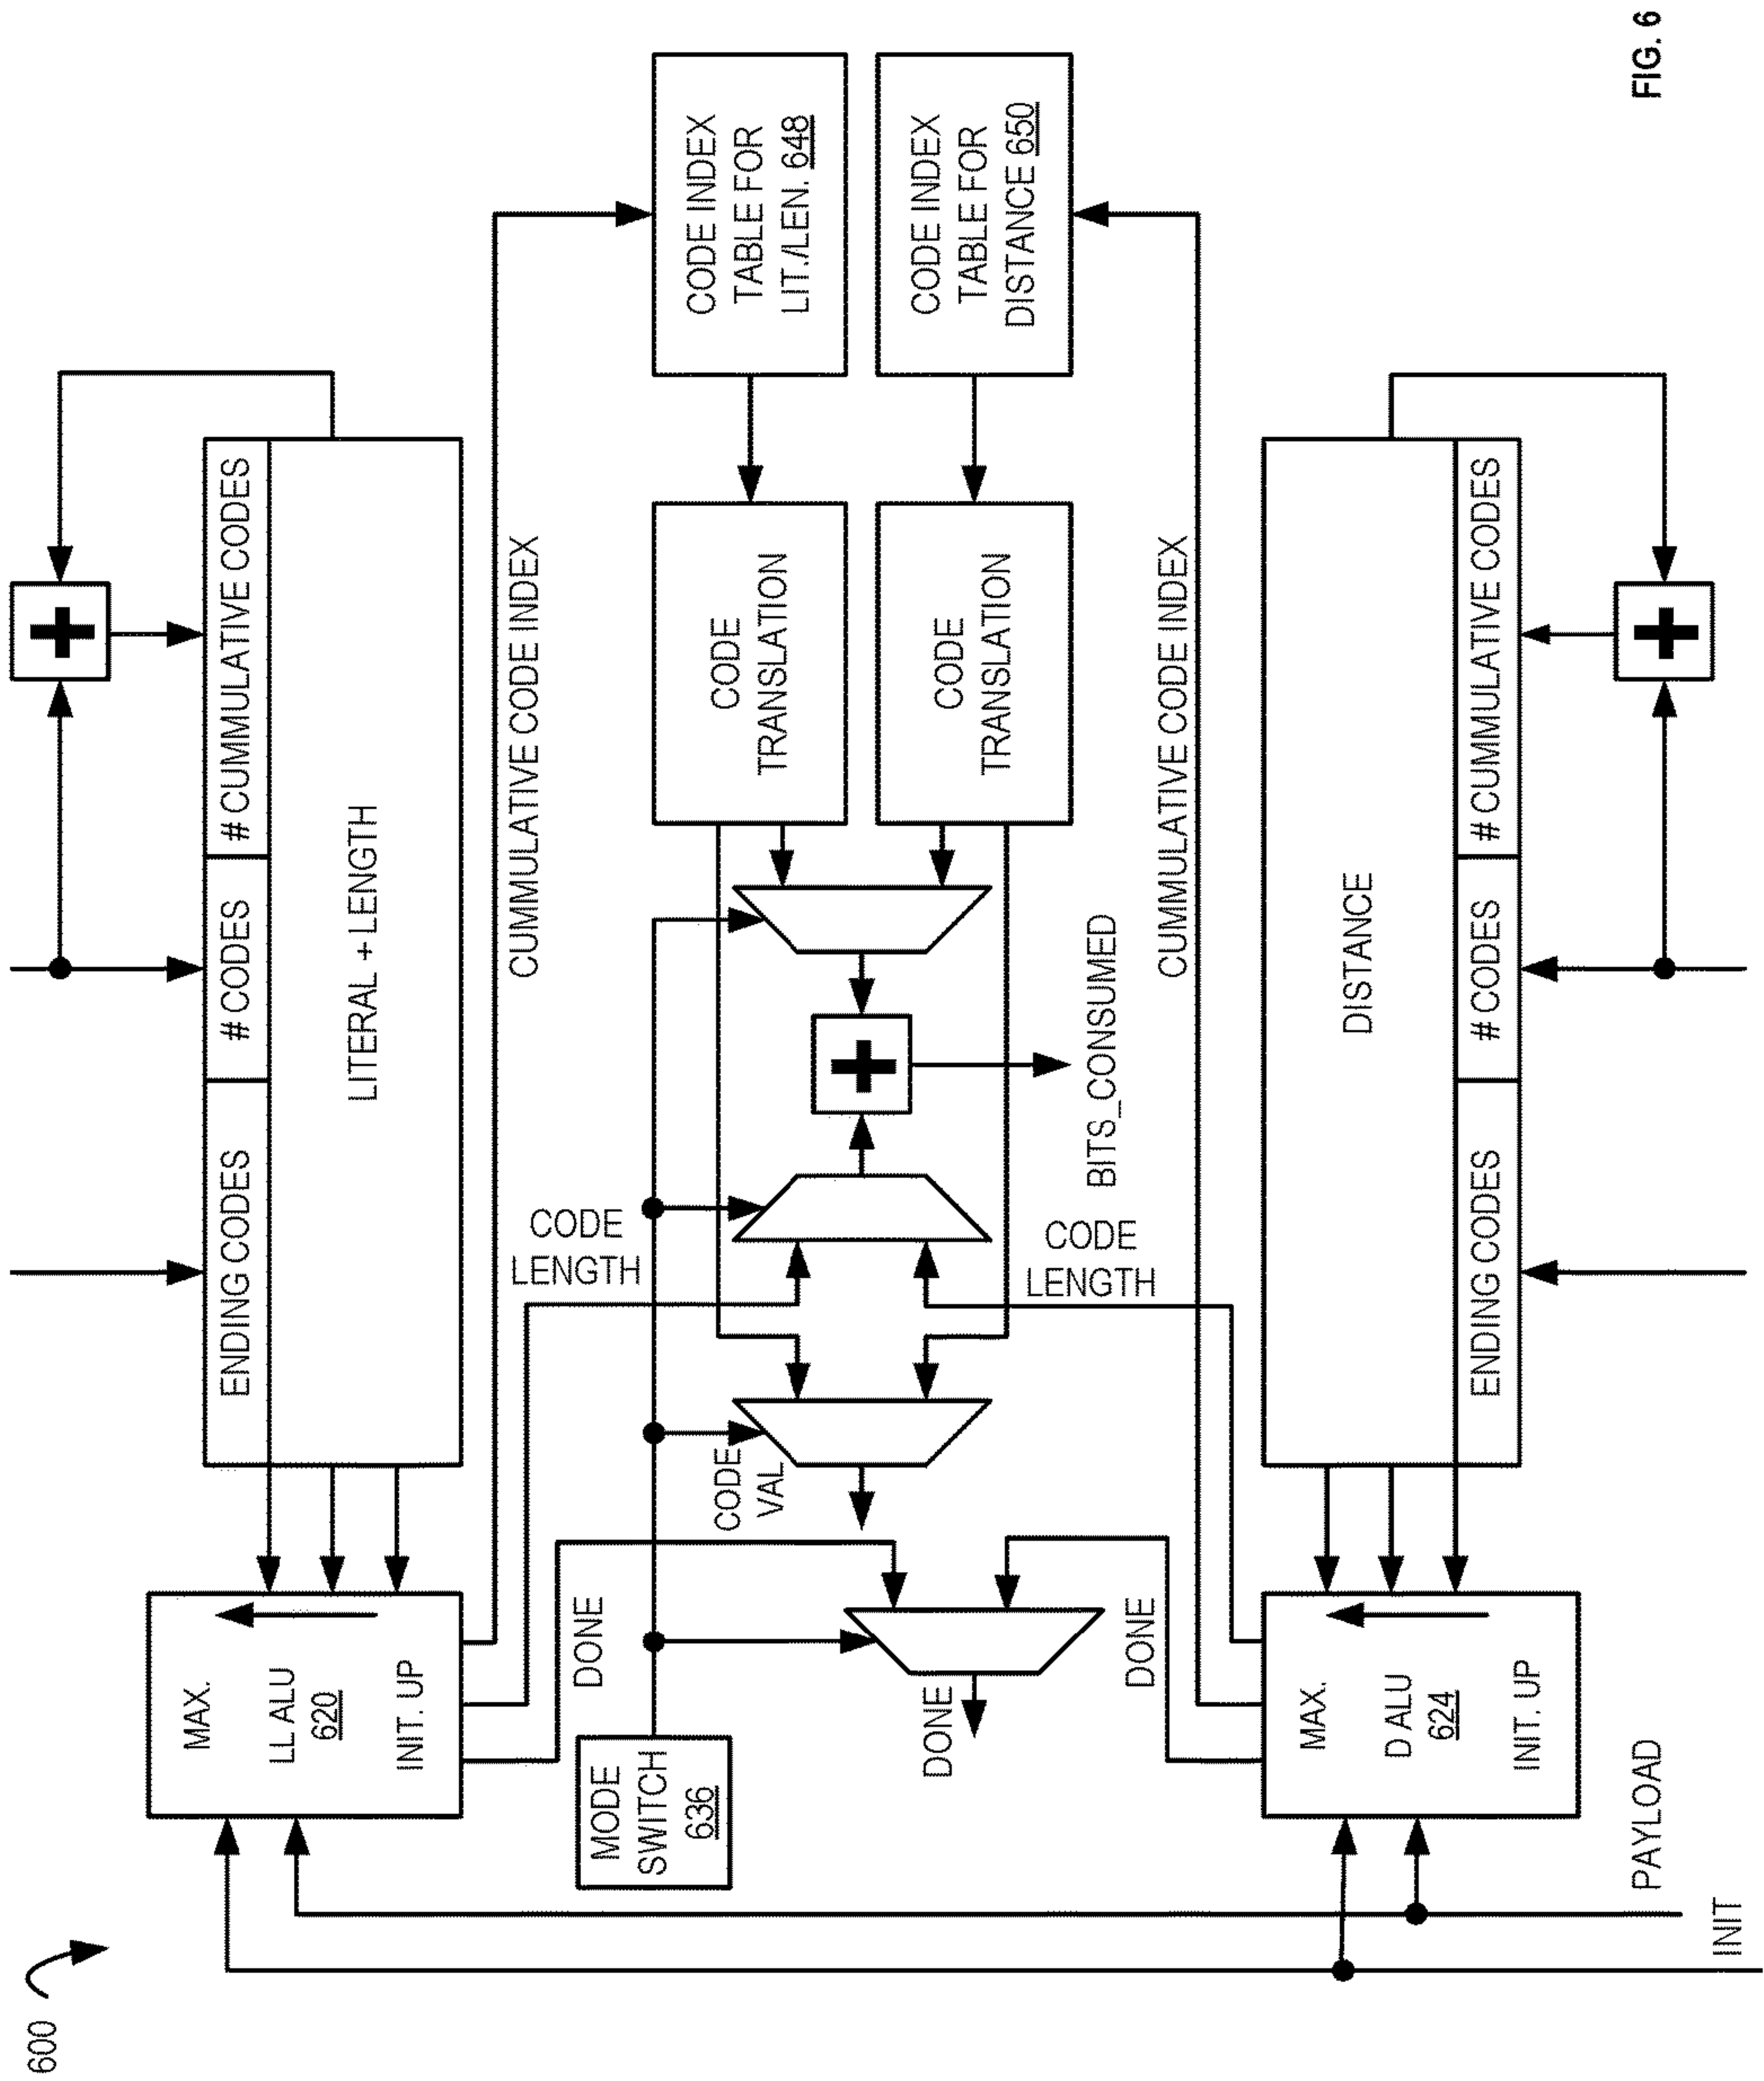 600
MAX.
LL ALU
620
INIT. UP
ENDING CODES
# CODES
# CUMMULATIVE CODES
LITERAL + LENGTH
CUMMULATIVE CODE INDEX
CODE
LENGTH
DONE
MODE
SWITCH
636
CODE
VAL
CODE
TRANSLATION
CODE INDEX
TABLE FOR
LIT./LEN. 648
DONE
CODE
TRANSLATION
CODE INDEX
TABLE FOR
DISTANCE 650
CODE
LENGTH
BITS_CONSUMED
DONE
CUMMULATIVE CODE INDEX
MAX.
D ALU
624
INIT. UP
DISTANCE
ENDING CODES
# CODES
# CUMMULATIVE CODES
PAYLOAD
INIT
FIG. 6